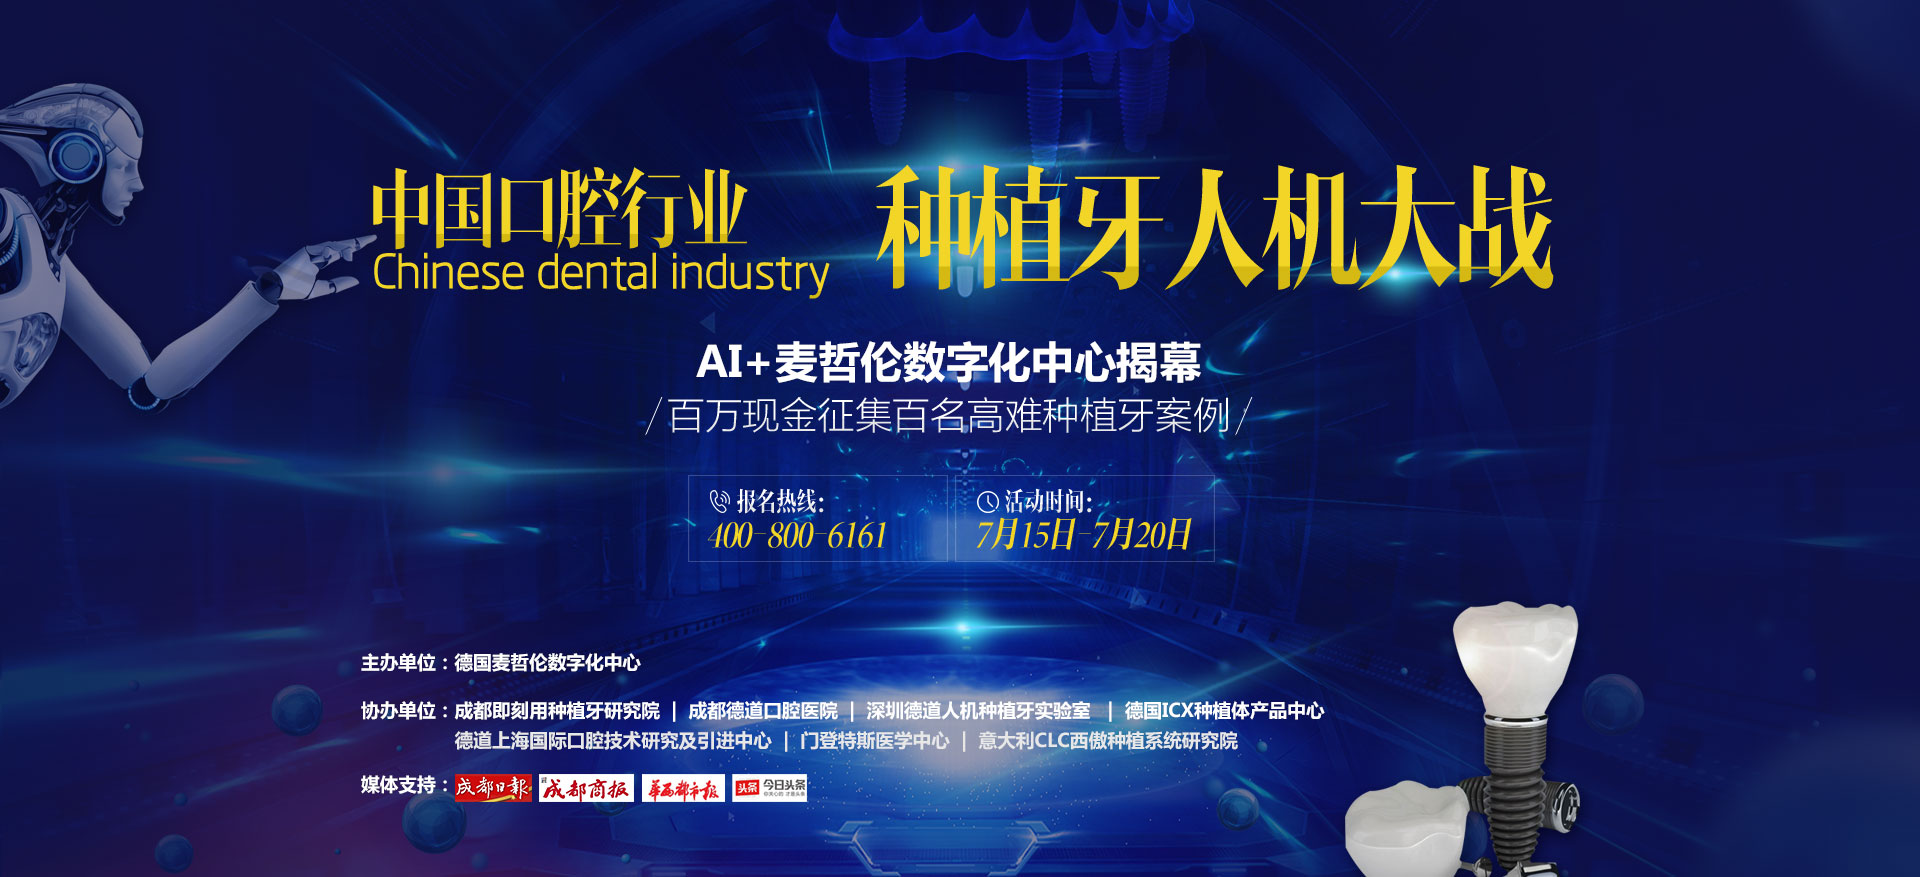 中国口腔行业 种植牙人机大战
Chinese dental industry
AI+麦哲伦数字化中心揭幕
/百万现金征集百名高难种植牙案例/
报名热线:
400-800-6161
活动时间:
7月15日-7月20日
主办单位：德国麦哲伦数字化中心
协办单位：成都即刻用种植牙研究院 | 成都德道口腔医院 | 深圳德道人机种植牙实验室 | 德国ICX种植体产品中心
德道上海国际口腔技术研究及引进中心 | 门登特斯医学中心 | 意大利CLC西傲种植系统研究院
媒体支持：成都日報 成都商报 华西都市报 头条 今日头条